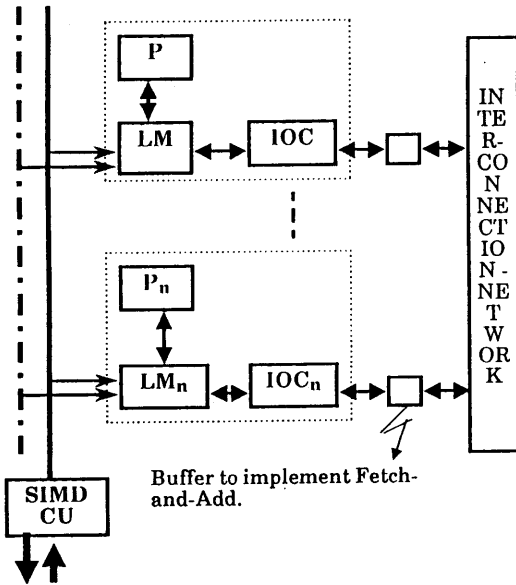 P
LM
IOC
IN
TE
R-
CO
N
NE
CT
IO
N-
NE
T
W
OR
K
Pn
LMn
IOCn
SIMD
CU
Buffer to implement Fetch-
and-Add.